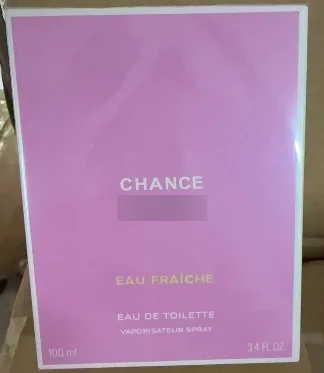 CHANCE
EAU FRAÎCHE
EAU DE TOILETTE
VAPORISATEUR SPRAY
100 ml 3.4 FL.OZ